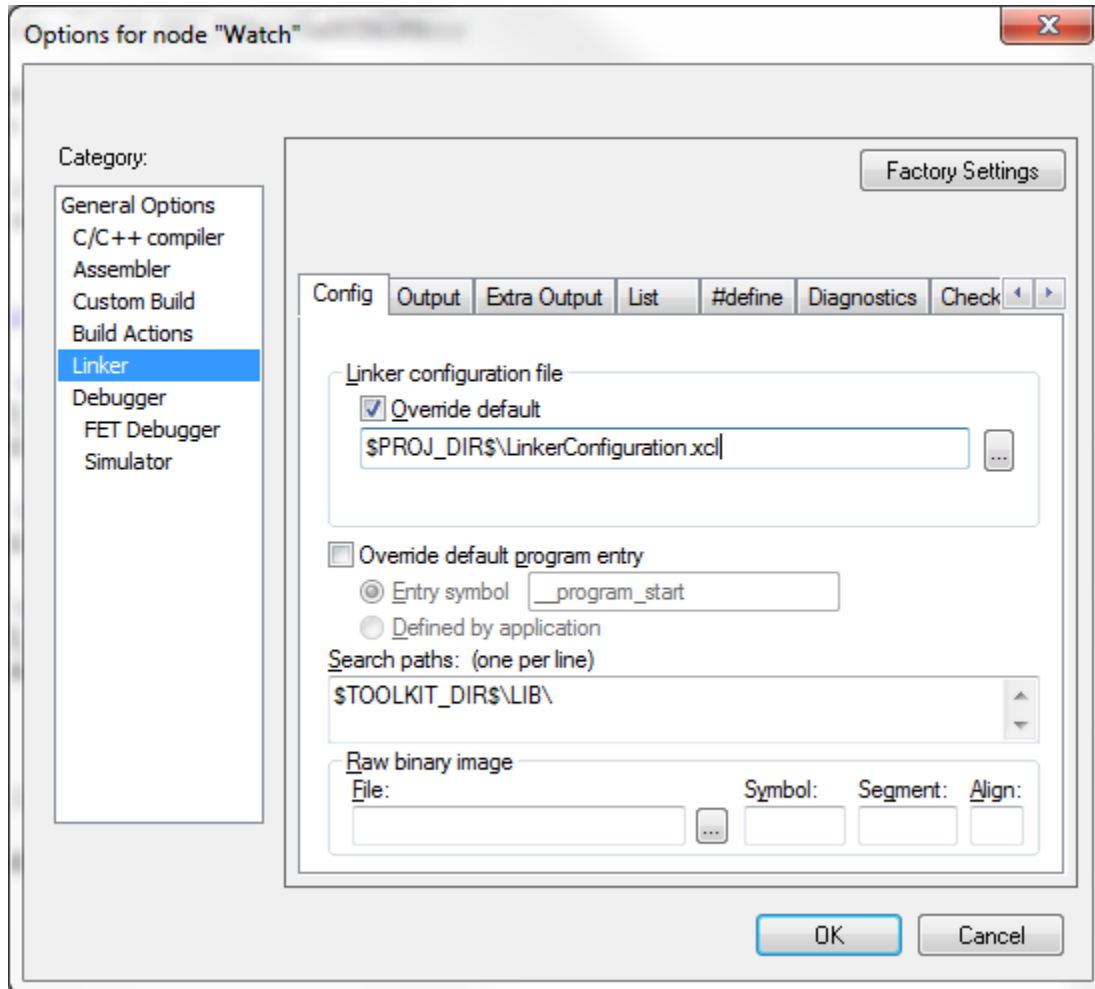 Options for node "Watch"
Category:
General Options
C/C++ compiler
Assembler
Custom Build
Build Actions
Linker
Debugger
FET Debugger
Simulator
Factory Settings
Config Output Extra Output List #define Diagnostics Check
Linker configuration file
Override default
$PROJ_DIR$\LinkerConfiguration.xcl
...
Override default program entry
Entry symbol __program_start
Defined by application
Search paths: (one per line)
$TOOLKIT_DIR$\LIB\
Raw binary image
File: Symbol: Segment: Align:
...
OK Cancel